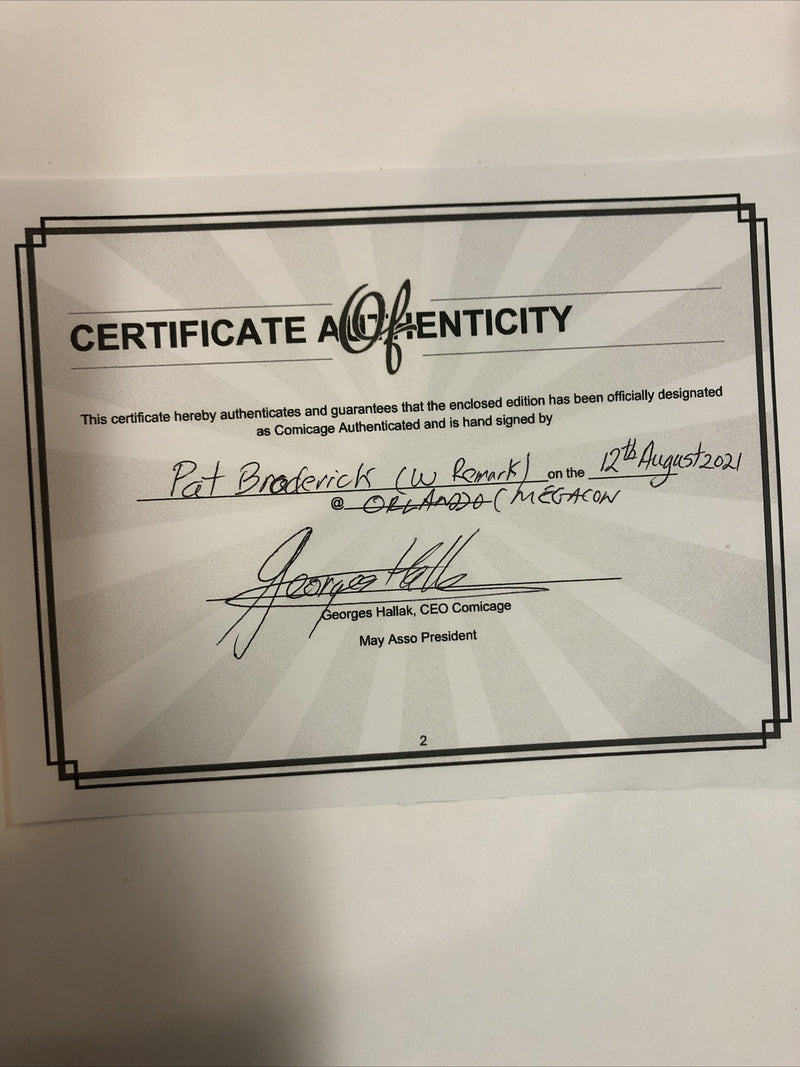 CERTIFICATE Of AUTHENTICITY
This certificate hereby authenticates and guarantees that the enclosed edition has been officially designated
as Comicage Authenticated and is hand signed by
Pat Broderick (W Remark) on the 12th August 2021
@ ORLANDO (MEGACON
Georges Halla
Georges Hallak, CEO Comicage
May Asso President
2